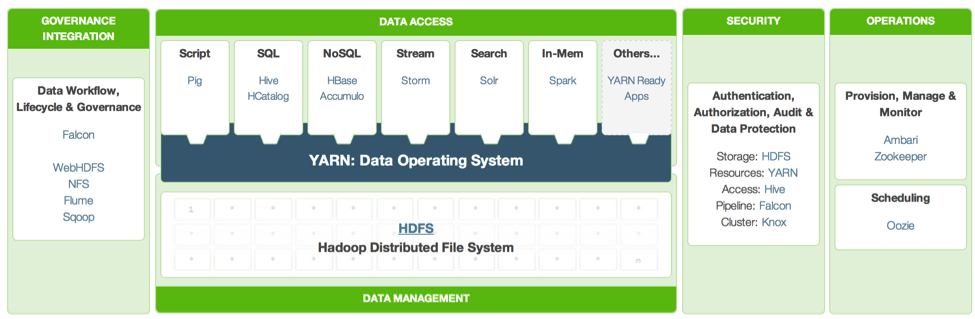 GOVERNANCE
INTEGRATION
Data Workflow,
Lifecycle & Governance
Falcon
WebHDFS
NFS
Flume
Sqoop
DATA ACCESS
Script
Pig
SQL
Hive
HCatalog
NoSQL
HBase
Accumulo
Stream
Storm
Search
Solr
In-Mem
Spark
Others...
YARN Ready
Apps
YARN: Data Operating System
1
HDFS
Hadoop Distributed File System
n
DATA MANAGEMENT
SECURITY
Authentication,
Authorization, Audit &
Data Protection
Storage: HDFS
Resources: YARN
Access: Hive
Pipeline: Falcon
Cluster: Knox
OPERATIONS
Provision, Manage &
Monitor
Ambari
Zookeeper
Scheduling
Oozie